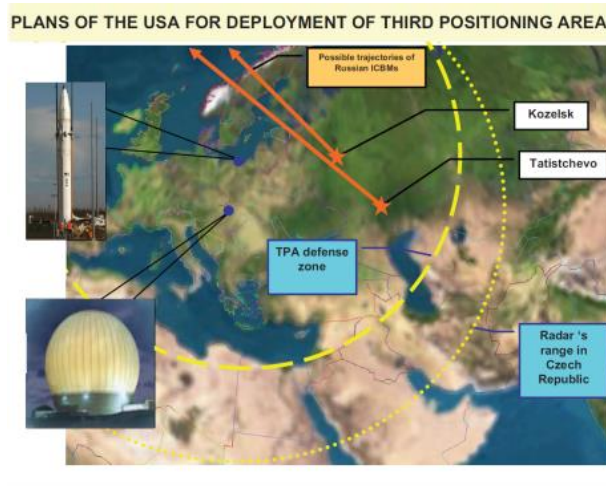 PLANS OF THE USA FOR DEPLOYMENT OF THIRD POSITIONING AREA
Possible trajectories of
Russian ICBMs
Kozelsk
Tatistchevo
TPA defense
zone
Radar 's
range in
Czech
Republic